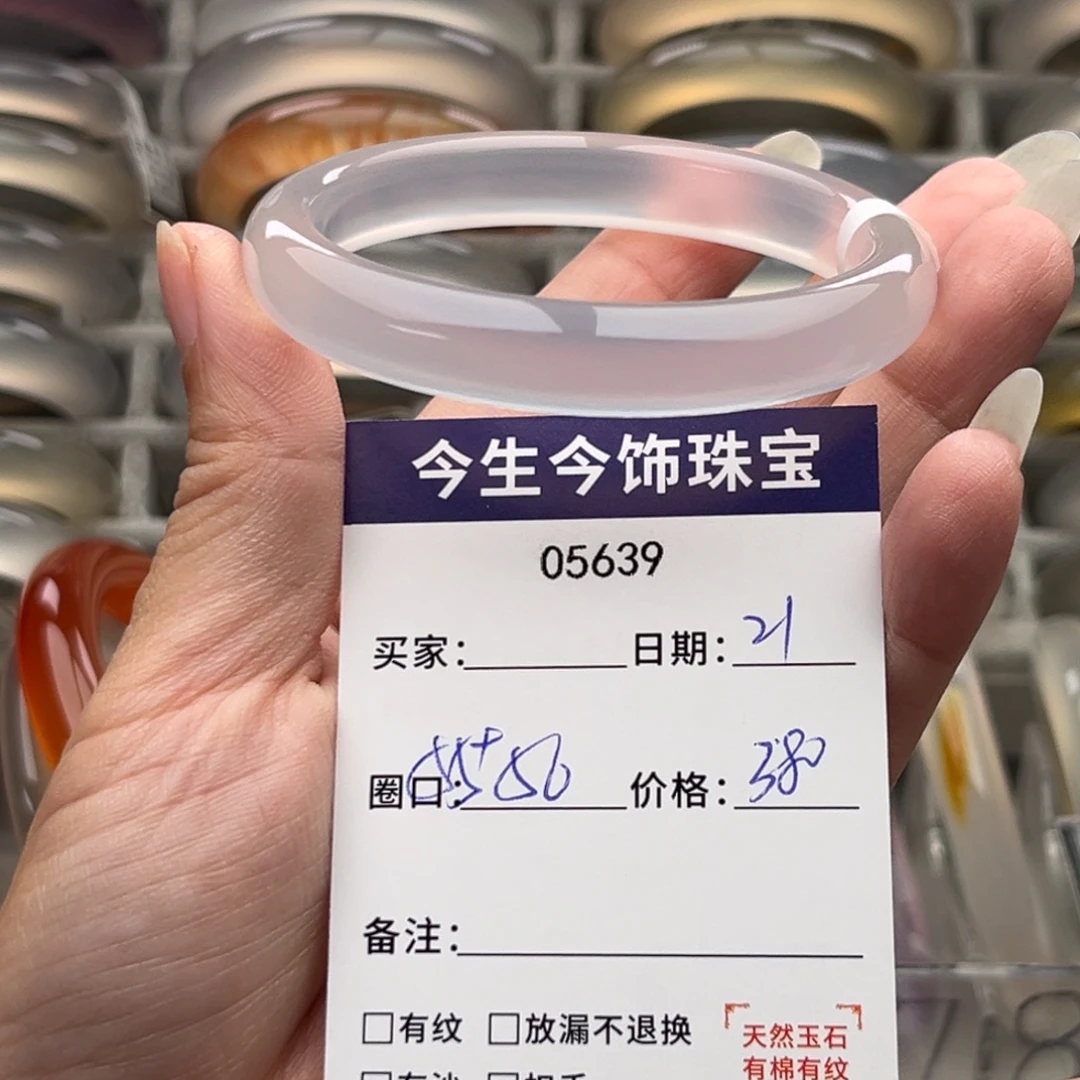 今生今饰珠宝
05639
买家： 日期：21
圈口：55+56 价格：380
备注：
□有纹 □放漏不退换
天然玉石
有棉有纹